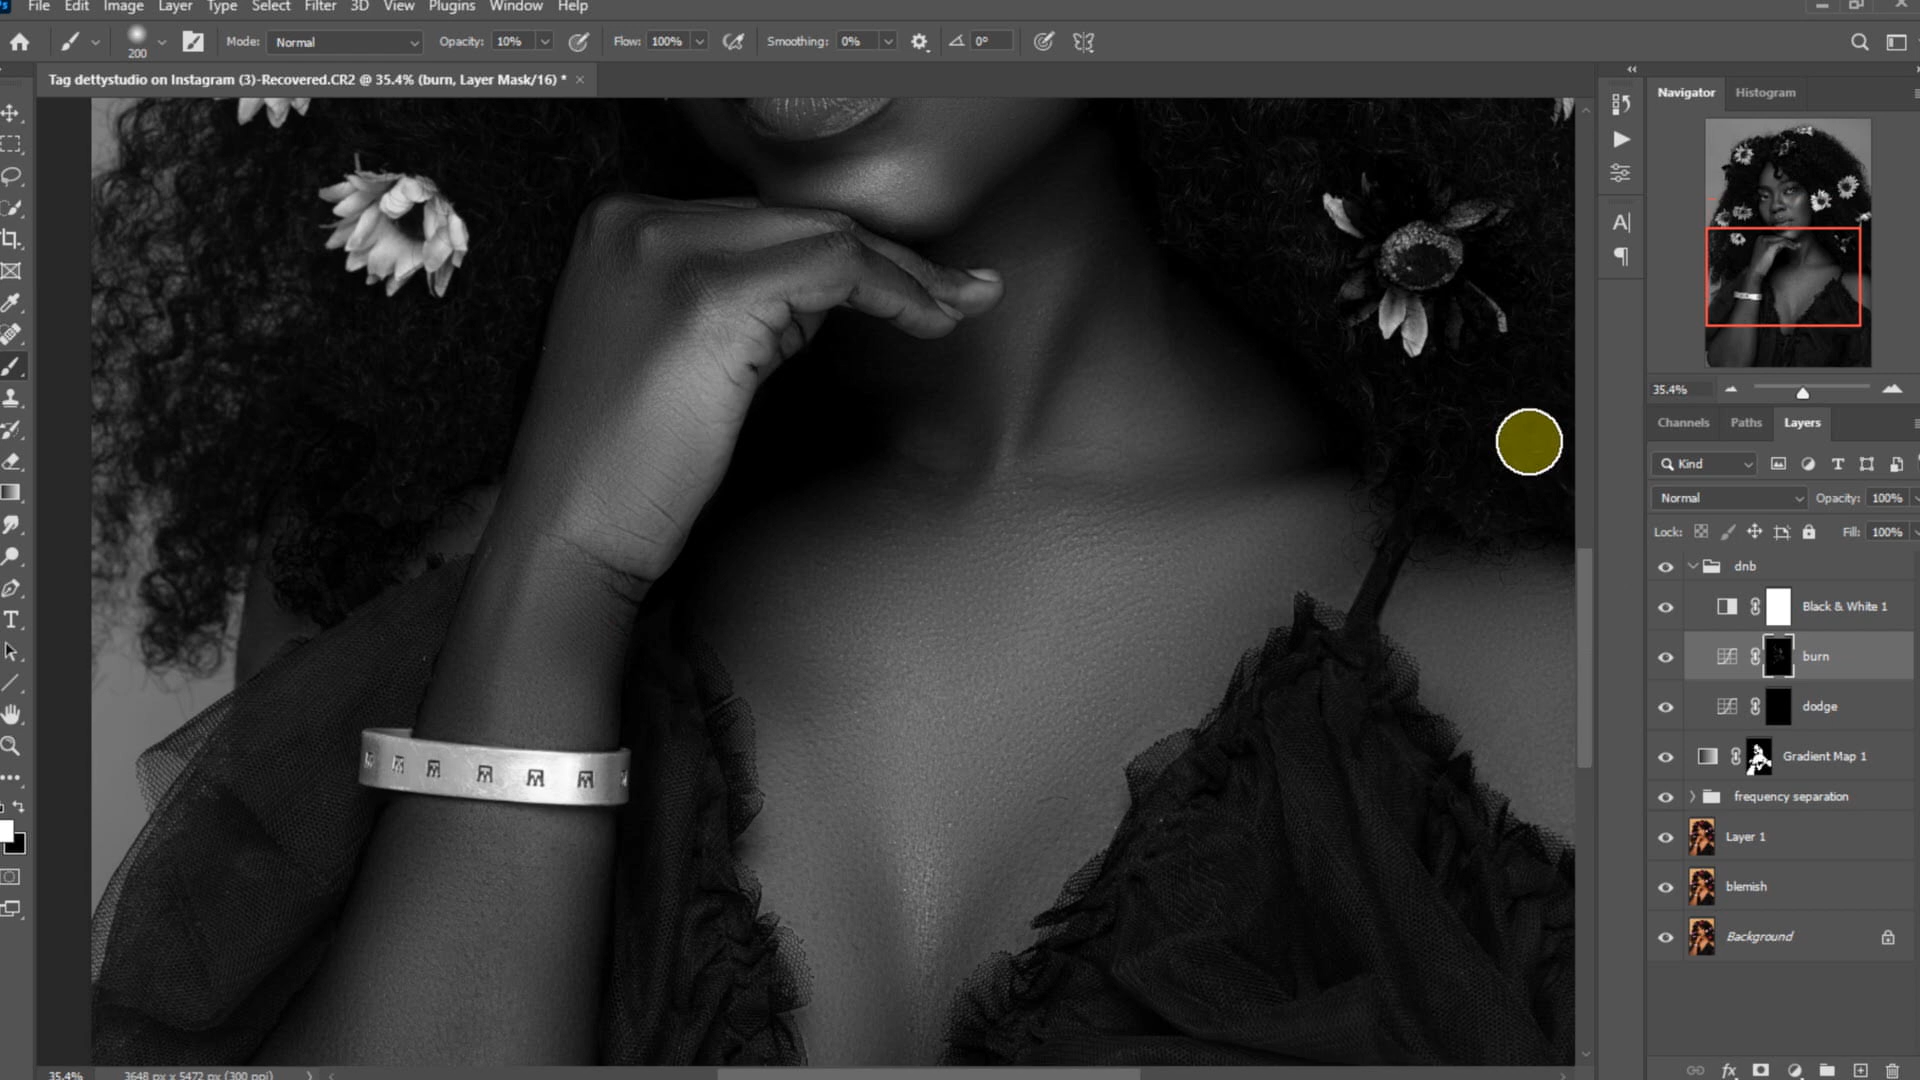 File Edit Image Layer Type Select Filter 3D View Plugins Window Help
200 Mode: Normal Opacity: 10% Flow: 100% Smoothing: 0% 0°
Tag dettystudio on Instagram (3)-Recovered.CR2 @ 35.4% (burn, Layer Mask/16) * ×
Navigator Histogram
35.4%
Channels Paths Layers
Kind
Normal Opacity: 100%
Lock: Fill: 100%
dnb
Black & White 1
burn
dodge
Gradient Map 1
frequency separation
Layer 1
blemish
Background
35.4% 3648 px x 5472 px (300 ppi)